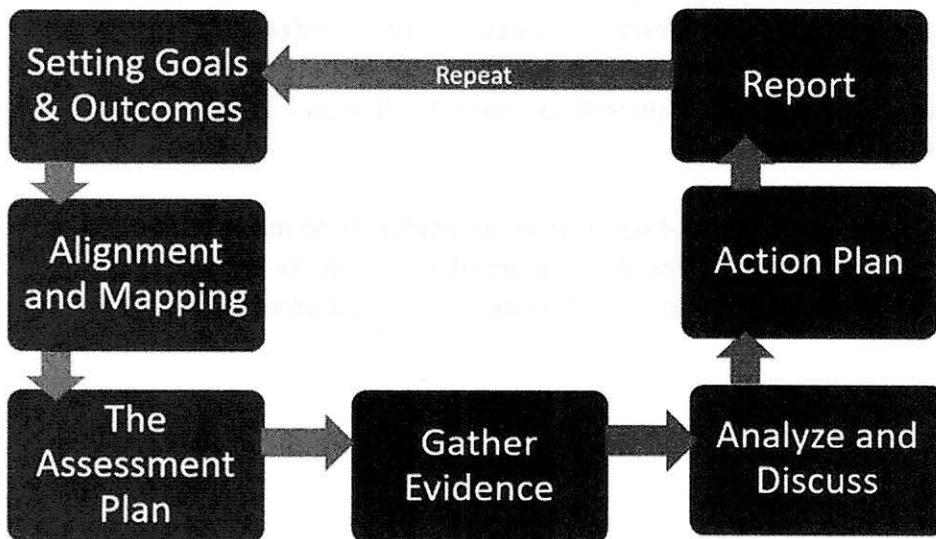 Setting Goals
& Outcomes
Repeat
Report
Alignment
and Mapping
Action Plan
The
Assessment
Plan
Gather
Evidence
Analyze and
Discuss